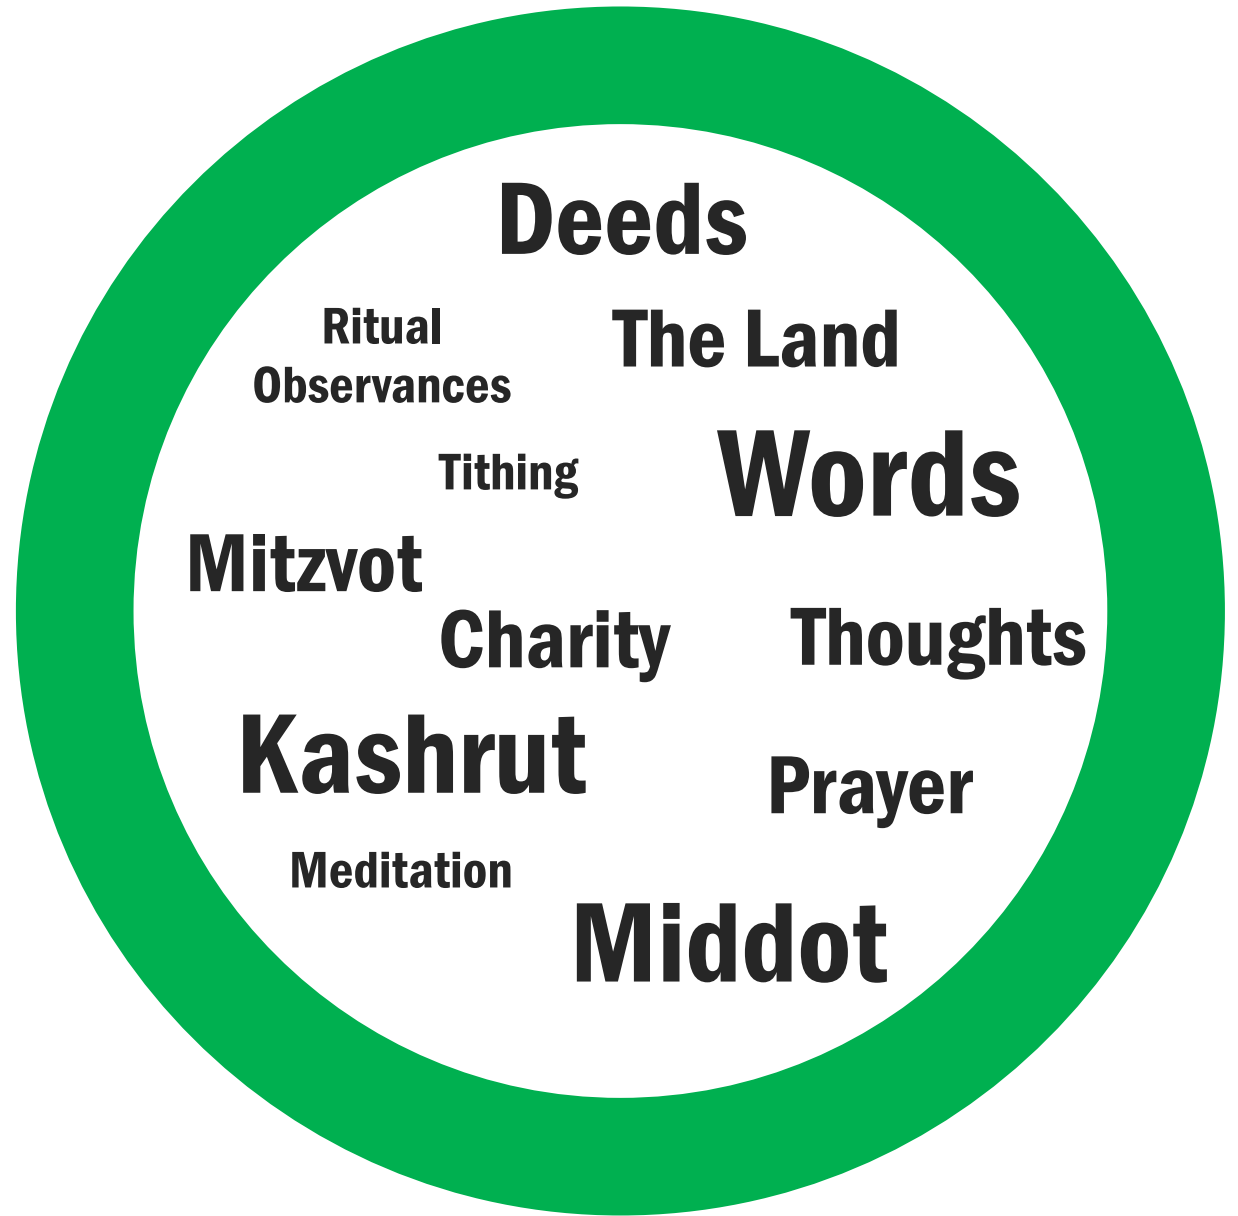 Deeds
Ritual
Observances
The Land
Tithing
Words
Mitzvot
Charity
Thoughts
Kashrut
Prayer
Meditation
Middot